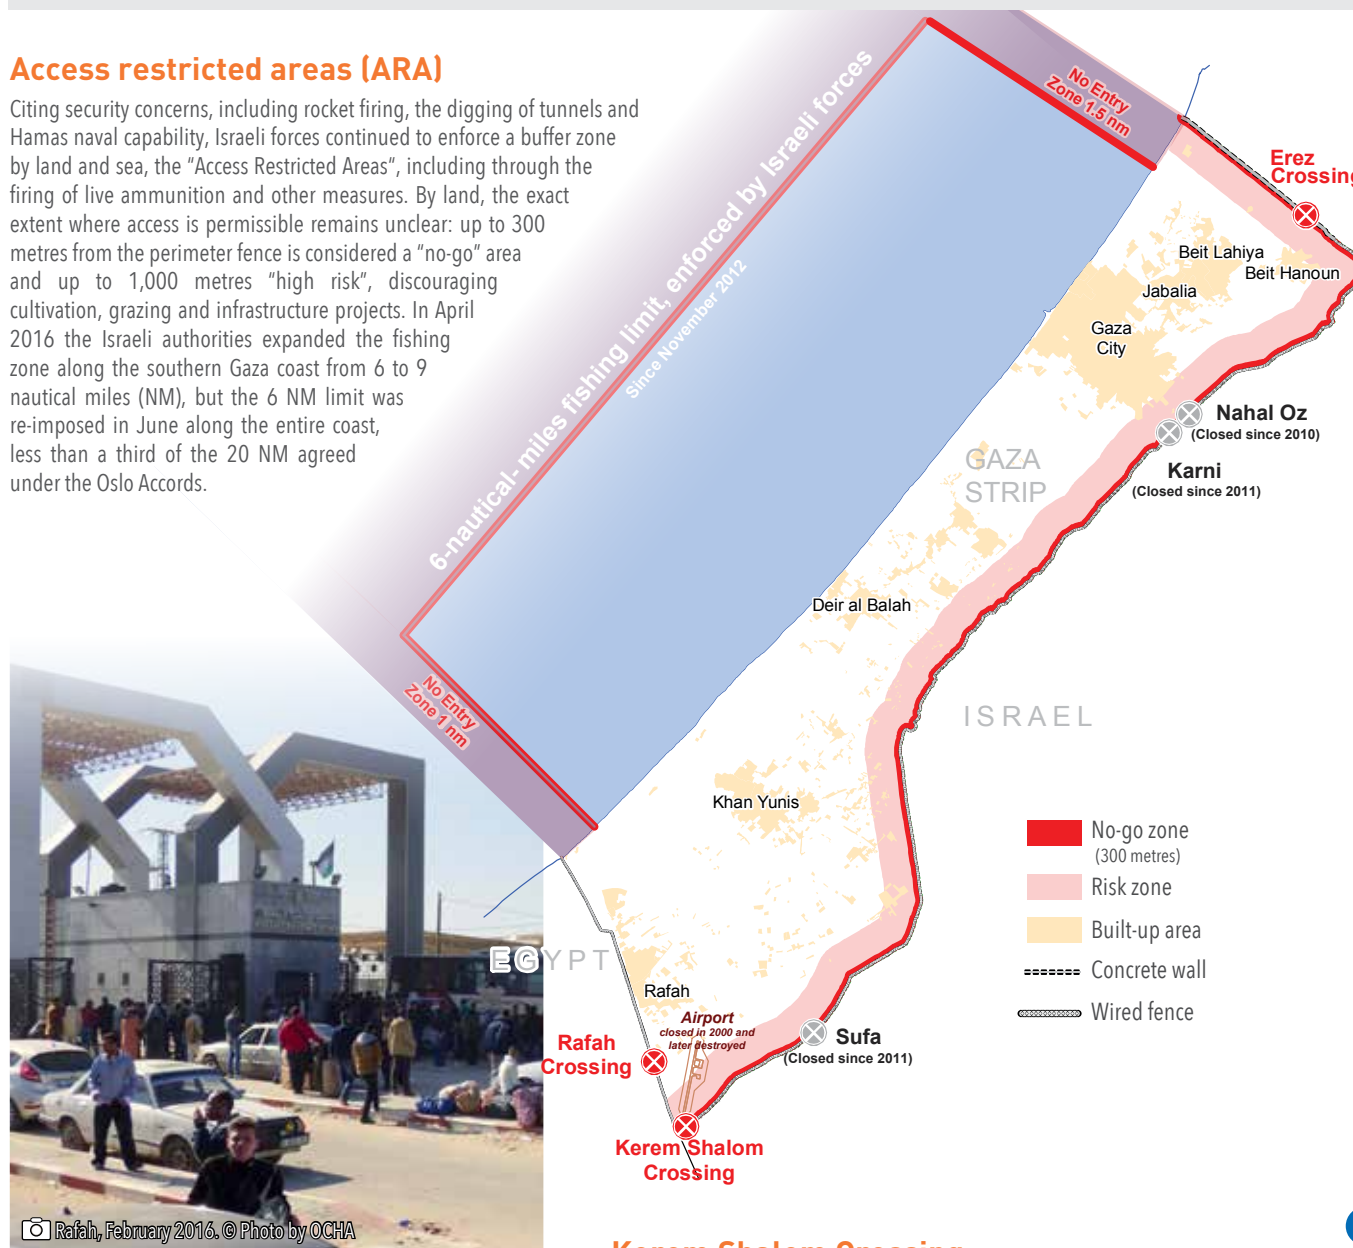 Access restricted areas (ARA)
Citing security concerns, including rocket firing, the digging of tunnels and
Hamas naval capability, Israeli forces continued to enforce a buffer zone
by land and sea, the “Access Restricted Areas”, including through the
firing of live ammunition and other measures. By land, the exact
extent where access is permissible remains unclear: up to 300
metres from the perimeter fence is considered a “no-go” area
and up to 1,000 metres “high risk”, discouraging
cultivation, grazing and infrastructure projects. In April
2016 the Israeli authorities expanded the fishing
zone along the southern Gaza coast from 6 to 9
nautical miles (NM), but the 6 NM limit was
re-imposed in June along the entire coast,
less than a third of the 20 NM agreed
under the Oslo Accords.
6-nautical- miles fishing limit, enforced by Israeli forces
Since November 2012
No Entry
Zone 1.5 nm
No Entry
Zone 1 nm
Erez
Crossing
Beit Lahiya
Beit Hanoun
Jabalia
Gaza
City
Nahal Oz
(Closed since 2010)
Karni
(Closed since 2011)
GAZA
STRIP
Deir al Balah
ISRAEL
Khan Yunis
No-go zone
(300 metres)
Risk zone
Built-up area
Concrete wall
Wired fence
EGYPT
Rafah
Airport
closed in 2000 and
later destroyed
Sufa
(Closed since 2011)
Rafah
Crossing
Kerem Shalom
Crossing
Rafah, February 2016. © Photo by OCHA
Kerem Shalom Crossing